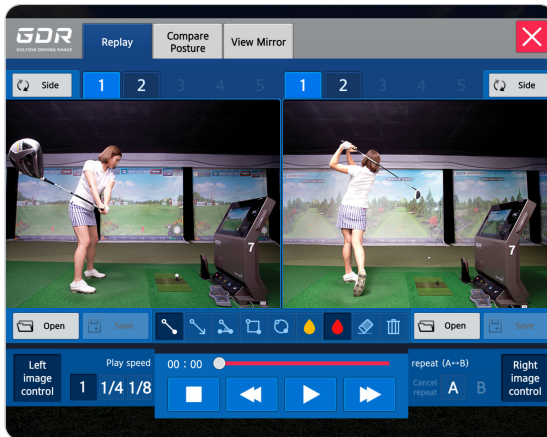 GDR
GOLFZON DRIVING RANGE
Replay
Compare
Posture
View Mirror
Side
1 2 3 4 5
1 2 3 4 5
Side
7
7
Open
Save
Open
Save
Left
image
control
Play speed
1 1/4 1/8
00 : 00
repeat (A↔B)
Cancel
repeat
A B
Right
image
control